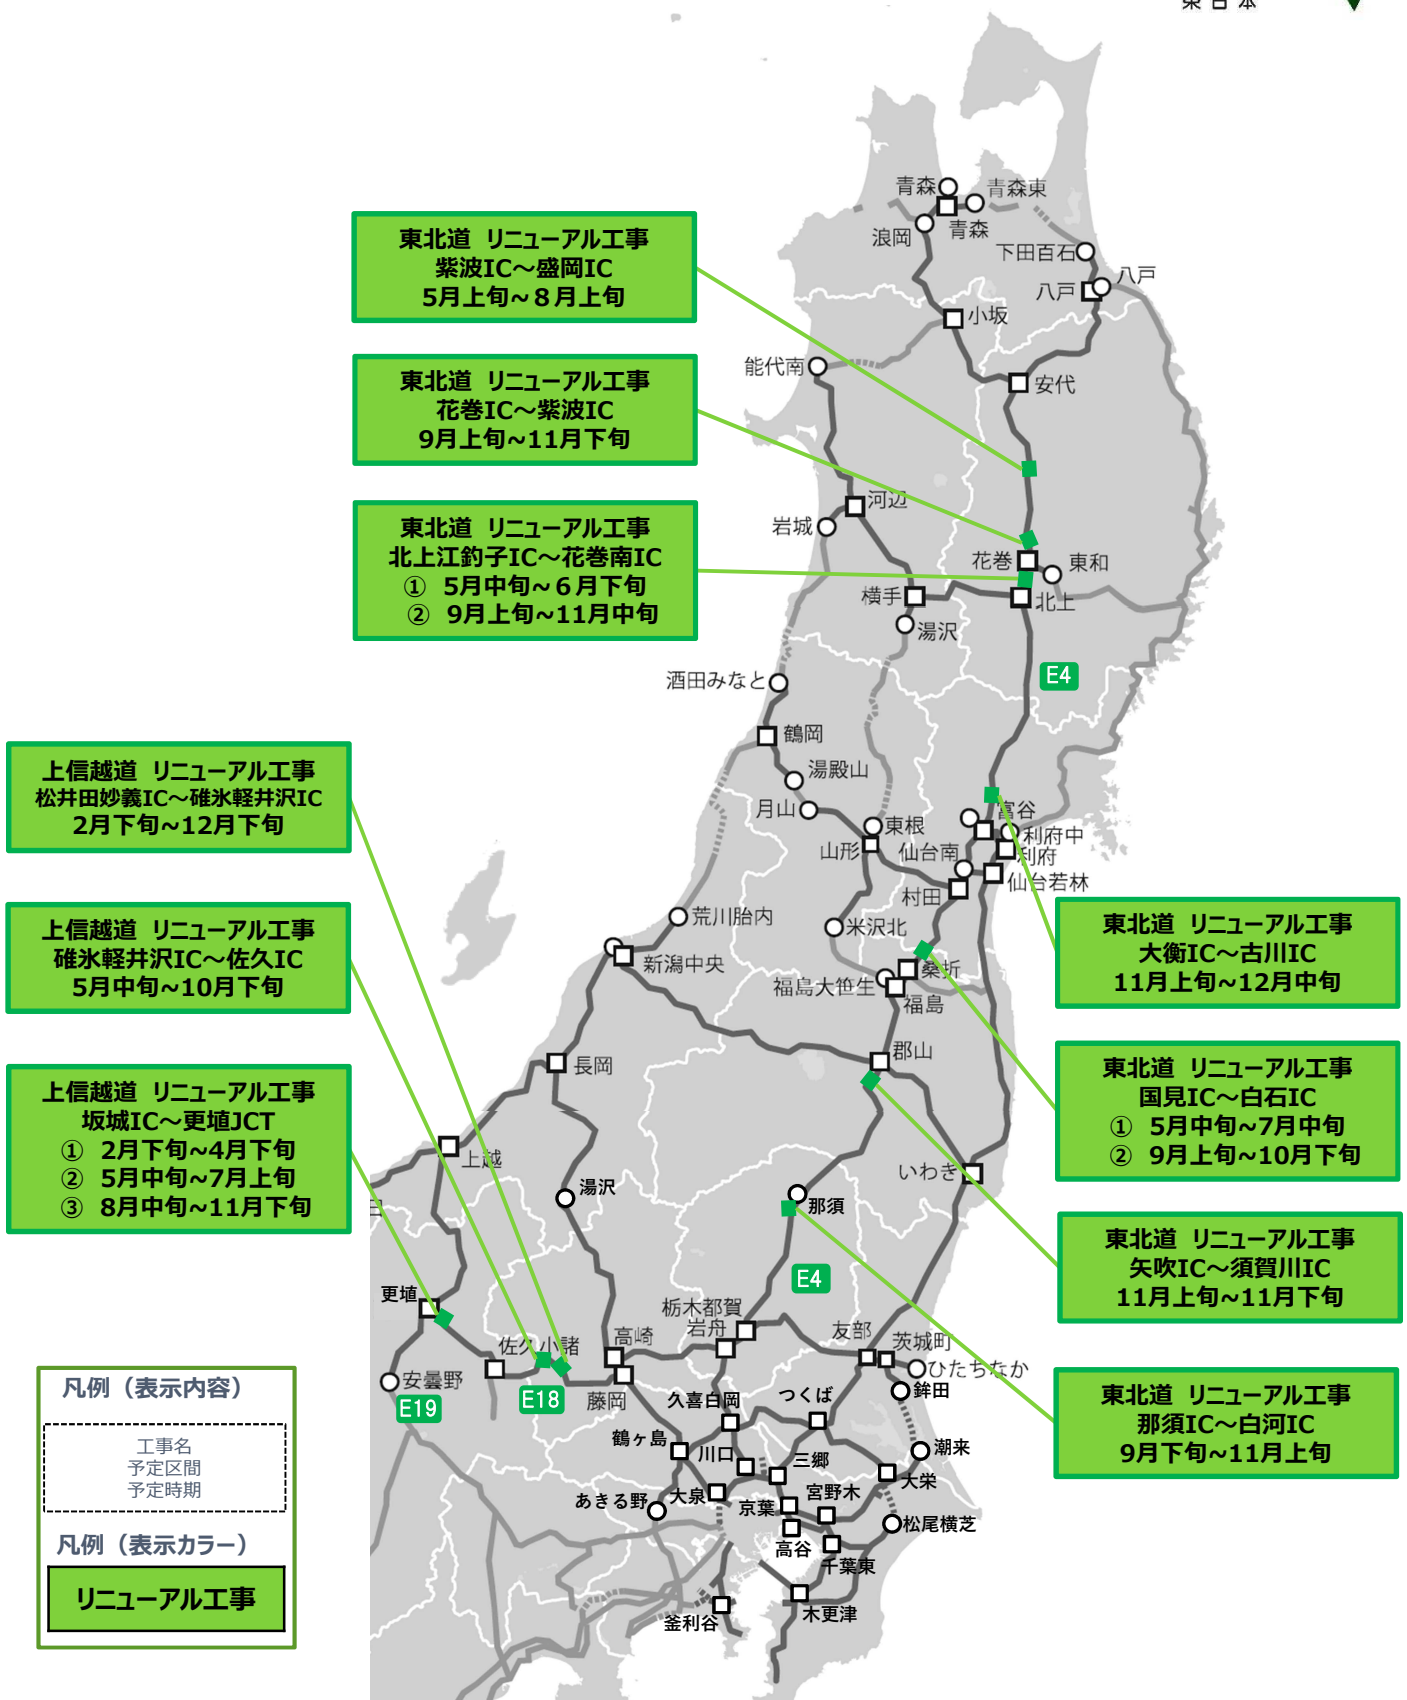 東日本
青森
青森東
青森
浪岡
下田百石
八戸
八戸
小坂
能代南
安代
河辺
岩城
花巻
東和
横手
北上
湯沢
E4
酒田みなと
鶴岡
湯殿山
月山
東根
山形
富谷
利府中
利府
仙台南
仙台若林
村田
荒川胎内
米沢北
新潟中央
桑折
福島大笹生
福島
郡山
長岡
上越
いわき
湯沢
那須
E4
更埴
栃木都賀
岩舟
友部
茨城町
佐久小諸
高崎
ひたちなか
安曇野
E19
E18
藤岡
久喜白岡
つくば
鉾田
鶴ヶ島
川口
三郷
潮来
大栄
あきる野
大泉
京葉
宮野木
松尾横芝
高谷
千葉東
釜利谷
木更津
東北道 リニューアル工事
紫波IC～盛岡IC
5月上旬~８月上旬
東北道 リニューアル工事
花巻IC～紫波IC
9月上旬~11月下旬
東北道 リニューアル工事
北上江釣子IC～花巻南IC
① 5月中旬~６月下旬
② 9月上旬~11月中旬
上信越道 リニューアル工事
松井田妙義IC～碓氷軽井沢IC
2月下旬~12月下旬
上信越道 リニューアル工事
碓氷軽井沢IC～佐久IC
5月中旬~10月下旬
上信越道 リニューアル工事
坂城IC～更埴JCT
① 2月下旬~4月下旬
② 5月中旬~7月上旬
③ 8月中旬~11月下旬
東北道 リニューアル工事
大衡IC～古川IC
11月上旬~12月中旬
東北道 リニューアル工事
国見IC～白石IC
① 5月中旬~7月中旬
② 9月上旬~10月下旬
東北道 リニューアル工事
矢吹IC～須賀川IC
11月上旬~11月下旬
東北道 リニューアル工事
那須IC～白河IC
9月下旬~11月上旬
凡例（表示内容）
工事名
予定区間
予定時期
凡例（表示カラー）
リニューアル工事